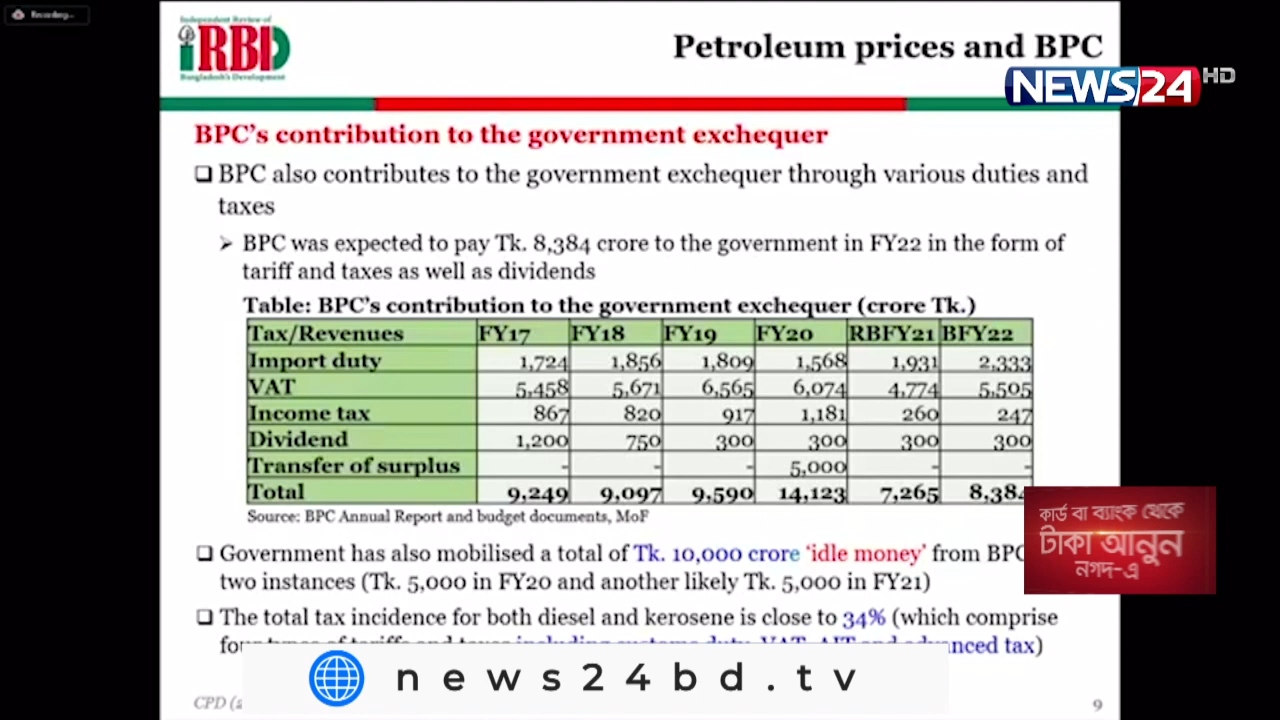 Recording...
Independent Review of
iRBD
Bangladesh's Development
Petroleum prices and BPC
NEWS24 HD
BPC's contribution to the government exchequer
❑ BPC also contributes to the government exchequer through various duties and
taxes
➢ BPC was expected to pay Tk. 8,384 crore to the government in FY22 in the form of
tariff and taxes as well as dividends
Table: BPC's contribution to the government exchequer (crore Tk.)
Tax/Revenues FY17 FY18 FY19 FY20 RBFY21 BFY22
Import duty 1,724 1,856 1,809 1,568 1,931 2,333
VAT 5,458 5,671 6,565 6,074 4,774 5,505
Income tax 867 820 917 1,181 260 247
Dividend 1,200 750 300 300 300 300
Transfer of surplus - - - 5,000 - -
Total 9,249 9,097 9,590 14,123 7,265 8,384
Source: BPC Annual Report and budget documents, MoF
❑ Government has also mobilised a total of Tk. 10,000 crore 'idle money' from BPC
two instances (Tk. 5,000 in FY20 and another likely Tk. 5,000 in FY21)
❑ The total tax incidence for both diesel and kerosene is close to 34% (which comprise
কার্ড বা ব্যাংক থেকে
টাকা আনুন
নগদ-এ
news24bd.tv
CPD
9